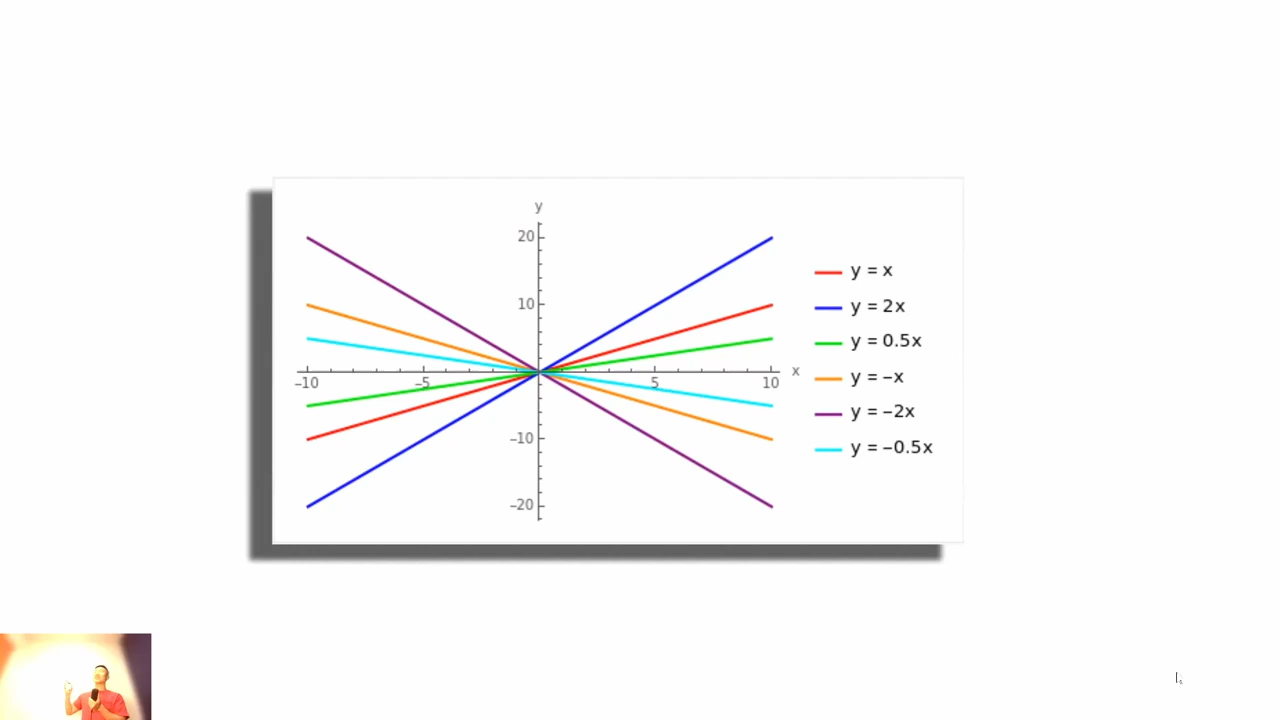 y
20
10
-10
-5
5
10
x
-10
-20
y = x
y = 2x
y = 0.5x
y = –x
y = –2x
y = –0.5x